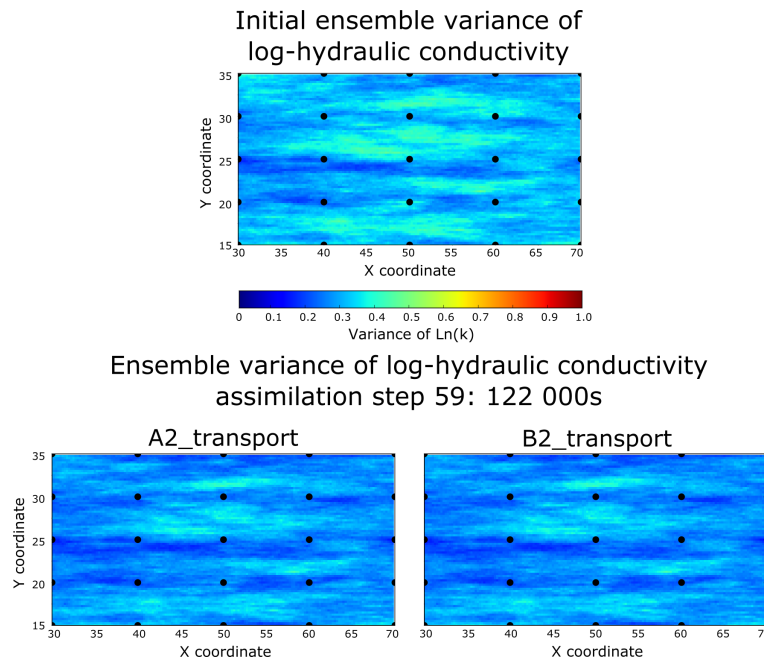 Initial ensemble variance of
log-hydraulic conductivity
35
30
25
20
15
Y coordinate
30 35 40 45 50 55 60 65 70
X coordinate
0 0.1 0.2 0.3 0.4 0.5 0.6 0.7 0.8 0.9 1.0
Variance of Ln(k)
Ensemble variance of log-hydraulic conductivity
assimilation step 59: 122 000s
A2_transport B2_transport
35
30
25
20
15
Y coordinate
30 35 40 45 50 55 60 65 70 30 35 40 45 50 55 60 65 70
X coordinate X coordinate